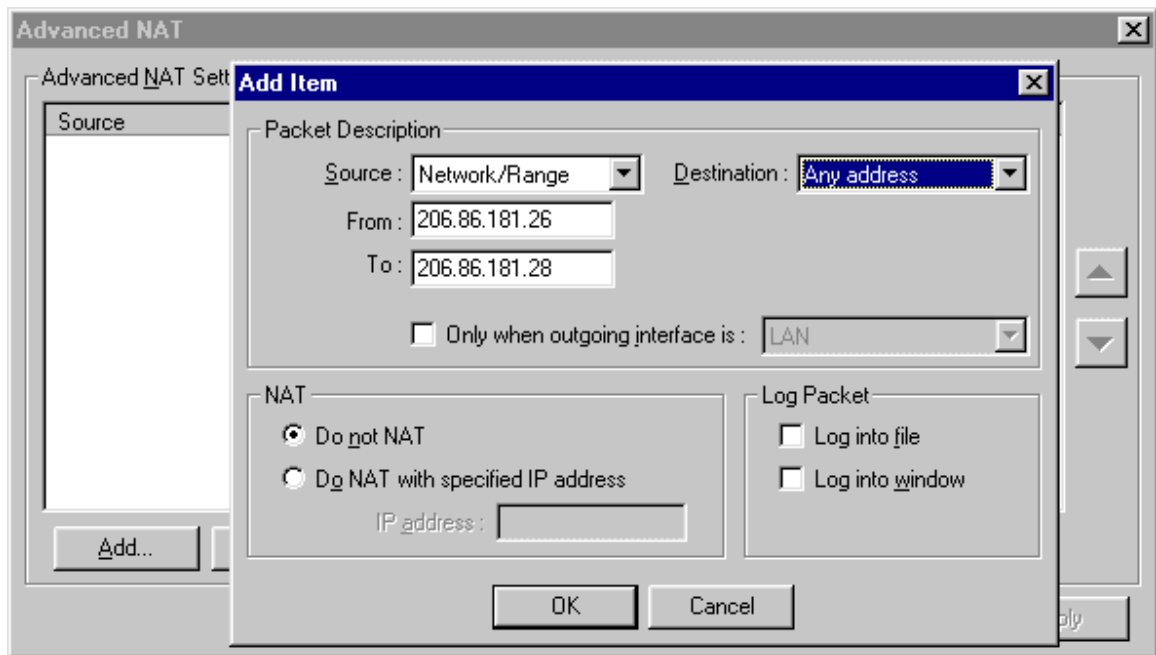 Advanced NAT
Advanced NAT Sett
Source
Add Item
Packet Description
Source : Network/Range Destination : Any address
From : 206.86.181.26
To : 206.86.181.28
Only when outgoing interface is : LAN
NAT
Do not NAT
Do NAT with specified IP address
IP address :
Log Packet
Log into file
Log into window
Add...
OK Cancel
ply